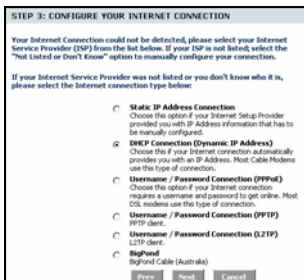 STEP 3: CONFIGURE YOUR INTERNET CONNECTION
Your Internet Connection could not be detected, please select your Internet
Service Provider (ISP) from the list below. If your ISP is not listed; select the
"Not Listed or Don't Know" option to manually configure your connection.
If your Internet Service Provider was not listed or you don't know who it is,
please select the Internet connection type below:
Static IP Address Connection
Choose this option if your Internet Setup Provider
provided you with IP Address information that has to
be manually configured.
DHCP Connection (Dynamic IP Address)
Choose this if your Internet connection automatically
provides you with an IP Address. Most Cable Modems
use this type of connection.
Username / Password Connection (PPPoE)
Choose this option if your Internet connection
requires a username and password to get online. Most
DSL modems use this type of connection.
Username / Password Connection (PPTP)
PPTP client.
Username / Password Connection (L2TP)
L2TP client.
BigPond
BigPond Cable (Australia)
Prev Next Cancel